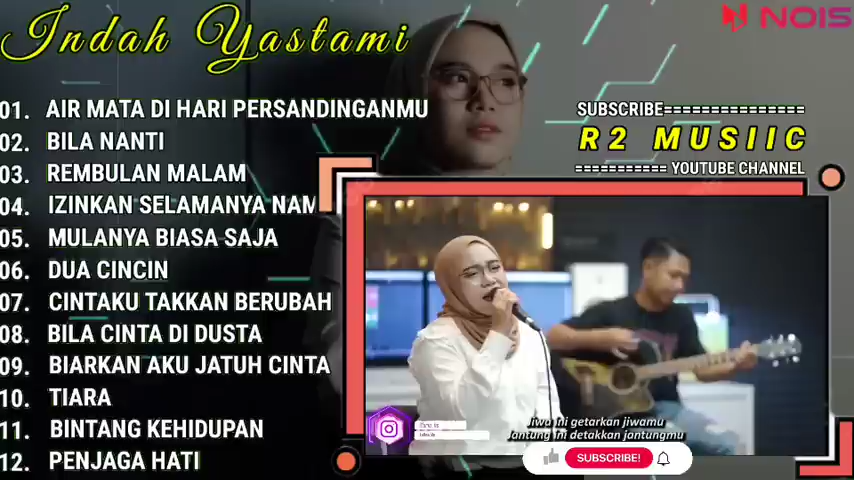 Indah Yastami
NOIS
01. AIR MATA DI HARI PERSANDINGANMU
02. BILA NANTI
03. REMBULAN MALAM
04. IZINKAN SELAMANYA NAM
05. MULANYA BIASA SAJA
06. DUA CINCIN
07. CINTAKU TAKKAN BERUBAH
08. BILA CINTA DI DUSTA
09. BIARKAN AKU JATUH CINTA
10. TIARA
11. BINTANG KEHIDUPAN
12. PENJAGA HATI
SUBSCRIBE===============
R2 MUSIIC
=========== YOUTUBE CHANNEL
Jiwa ini getarkan jiwamu
Jantung ini detakkan jantungmu
SUBSCRIBE!